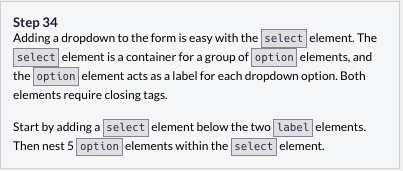 Step 34
Adding a dropdown to the form is easy with the select element. The
select element is a container for a group of option elements, and
the option element acts as a label for each dropdown option. Both
elements require closing tags.
Start by adding a select element below the two label elements.
Then nest 5 option elements within the select element.